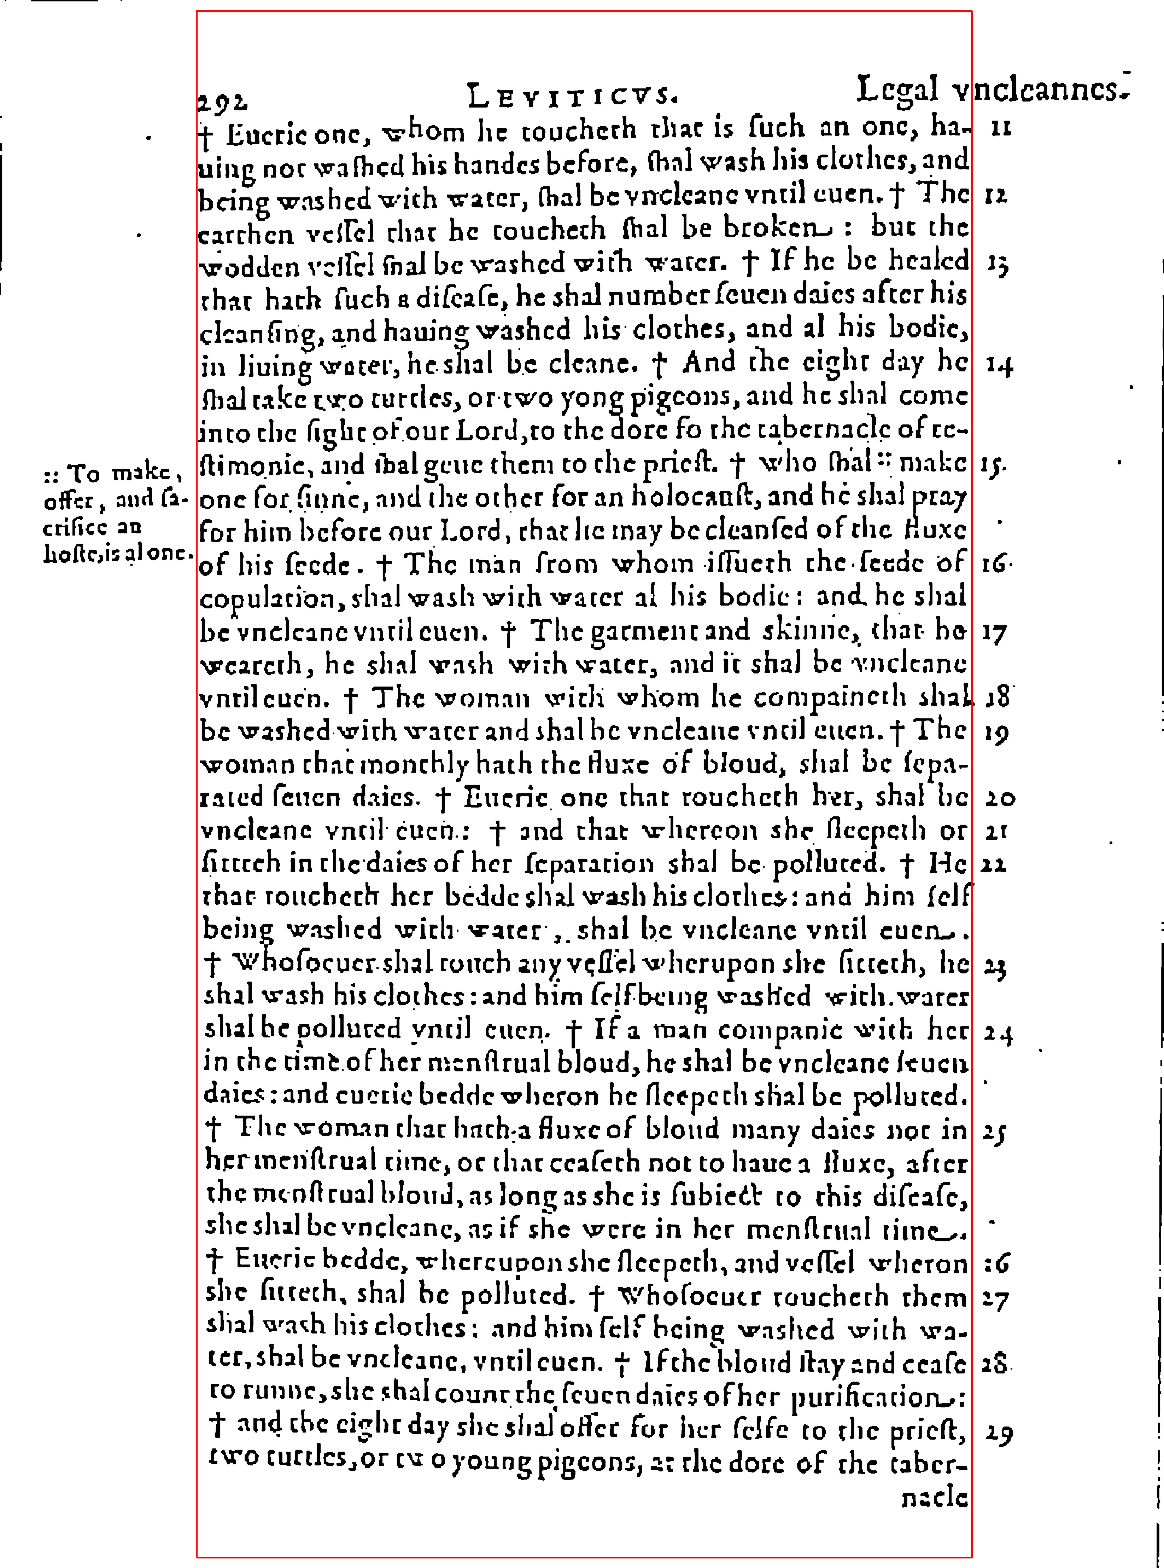 292 LEVITICVS. Legal vncleannes.
† Euerie one, whom he toucheth that is ſuch an one, ha- 11
uing not waſhed his handes before, ſhal wash his clothes, and
being washed with water, ſhal be vncleane vntil euen. † The 12
earthen veſſel that he toucheth ſhal be broken : but the
wodden veſſel ſhal be washed with water. † If he be healed 13
that hath ſuch a diſeaſe, he shal number ſeuen daies after his
cleanſing, and hauing washed his clothes, and al his bodie,
in liuing water, he shal be cleane. † And the eight day he 14
ſhal take two turtles, or two yong pigeons, and he shal come
into the ſight of our Lord, to the dore fo the tabernacle of te-
ſtimonie, and ſhal geue them to the prieſt. † who ſhal :: make 15.
one for ſinne, and the other for an holocauſt, and he shal pray
for him before our Lord, that he may be cleanſed of the fluxe
of his ſeede. † The man from whom iſſueth the ſeede of 16
copulation, shal wash with water al his bodie: and he shal
be vncleane vntil euen. † The garment and skinne, that he 17
weareth, he shal wash with water, and it shal be vncleane
vntil euen. † The woman with whom he compaineth shal 18
be washed with water and shal be vncleane vntil euen. † The 19
woman that monthly hath the fluxe of bloud, shal be ſepa-
rated ſeuen daies. † Euerie one that toucheth her, shal be 20
vncleane vntil euen: † and that whereon she ſleepeth or 21
ſitteth in the daies of her ſeparation shal be polluted. † He 22
that toucheth her bedde shal wash his clothes: and him ſelf
being washed with water, shal be vncleane vntil euen.
† Whoſoeuer shal touch any veſſel wherupon she ſitteth, he 23
shal wash his clothes: and him ſelf being washed with water
shal be polluted vntil euen. † If a man companie with her 24
in the time of her menſtrual bloud, he shal be vncleane ſeuen
daies: and euerie bedde wheron he ſleepeth shal be polluted.
† The woman that hath a fluxe of bloud many daies not in 25
her menſtrual time, or that ceaſeth not to haue a fluxe, after
the menſtrual bloud, as long as she is ſubiect to this diſeaſe,
she shal be vncleane, as if she were in her menſtrual time.
† Euerie bedde, whereupon she ſleepeth, and veſſel wheron 26
she ſitteth, shal be polluted. † Whoſoeuer toucheth them 27
shal wash his clothes: and him ſelf being washed with wa-
ter, shal be vncleane, vntil euen. † If the bloud ſtay and ceaſe 28
to runne, she shal count the ſeuen daies of her purification:
† and the eight day she shal offer for her ſelfe to the prieſt, 29
two turtles, or two young pigeons, at the dore of the taber-
nacle
:: To make,
offer, and ſa-
crifice an
hoſte, is al one.